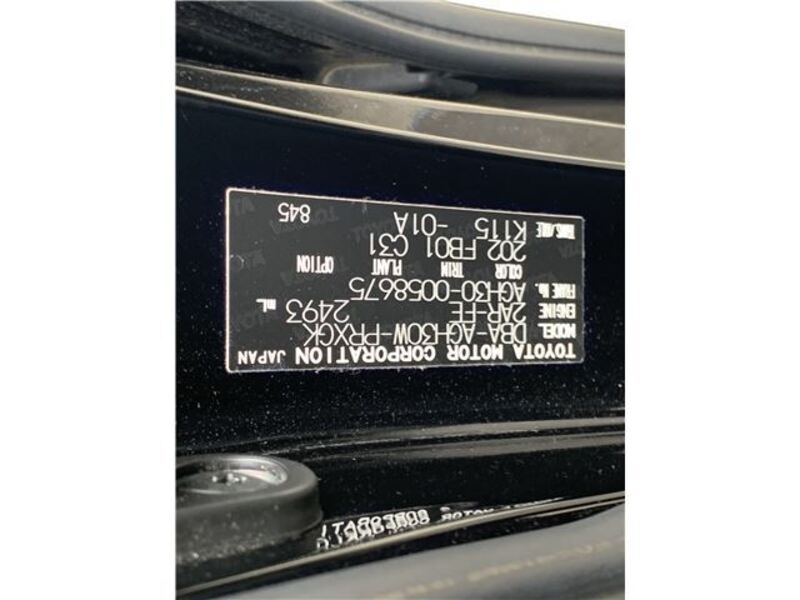 TOYOTA MOTOR CORPORATION JAPAN
MODEL DBA-AGH30W-PRXGK
ENGINE 2AR-FE 2493 mL
FRAME No. AGH30-0058675
COLOR TRIM PLANT OPTION
202 FB01 C31
TRANS/AXLE K115
-01A 845